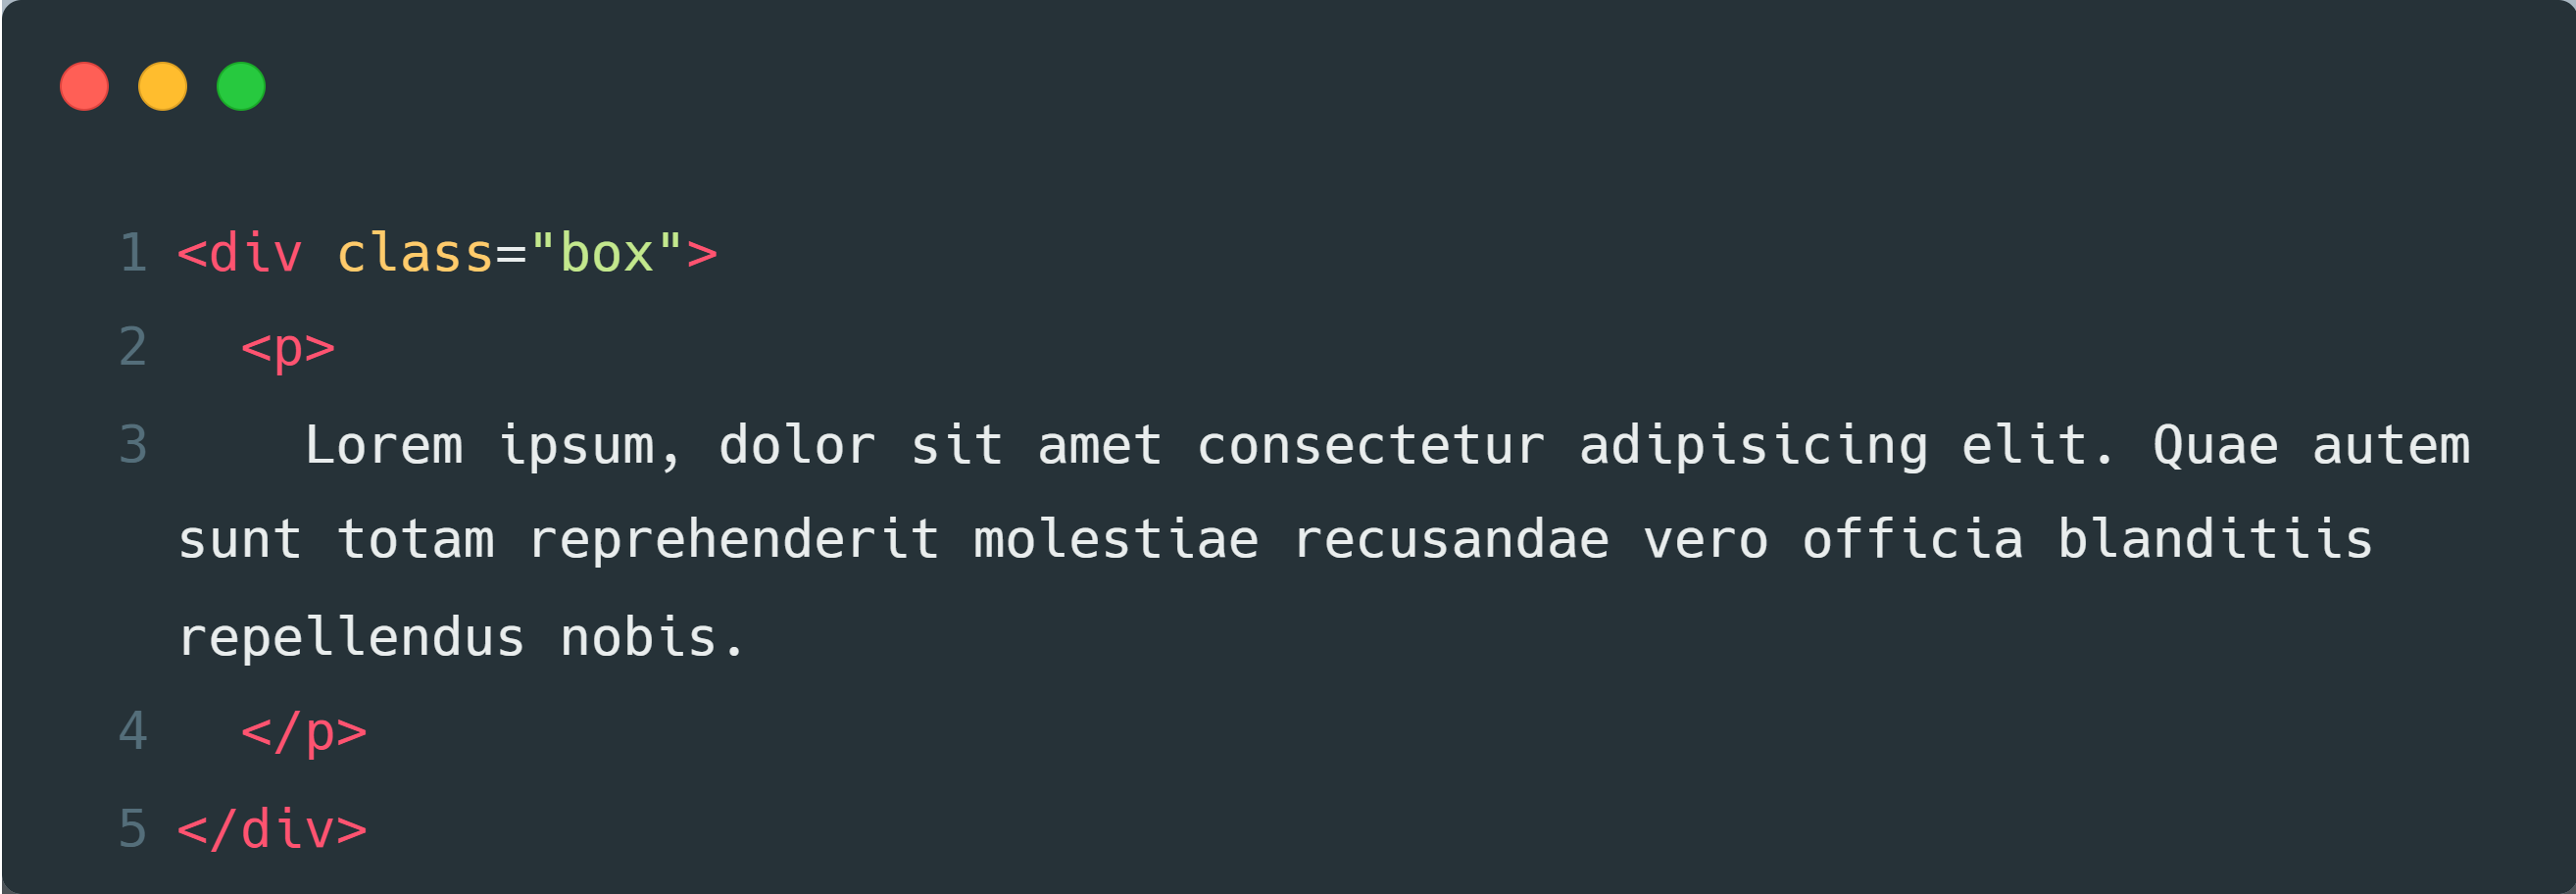 1 <div class="box">
2   <p>
3     Lorem ipsum, dolor sit amet consectetur adipisicing elit. Quae autem
sunt totam reprehenderit molestiae recusandae vero officia blanditiis
repellendus nobis.
4   </p>
5 </div>